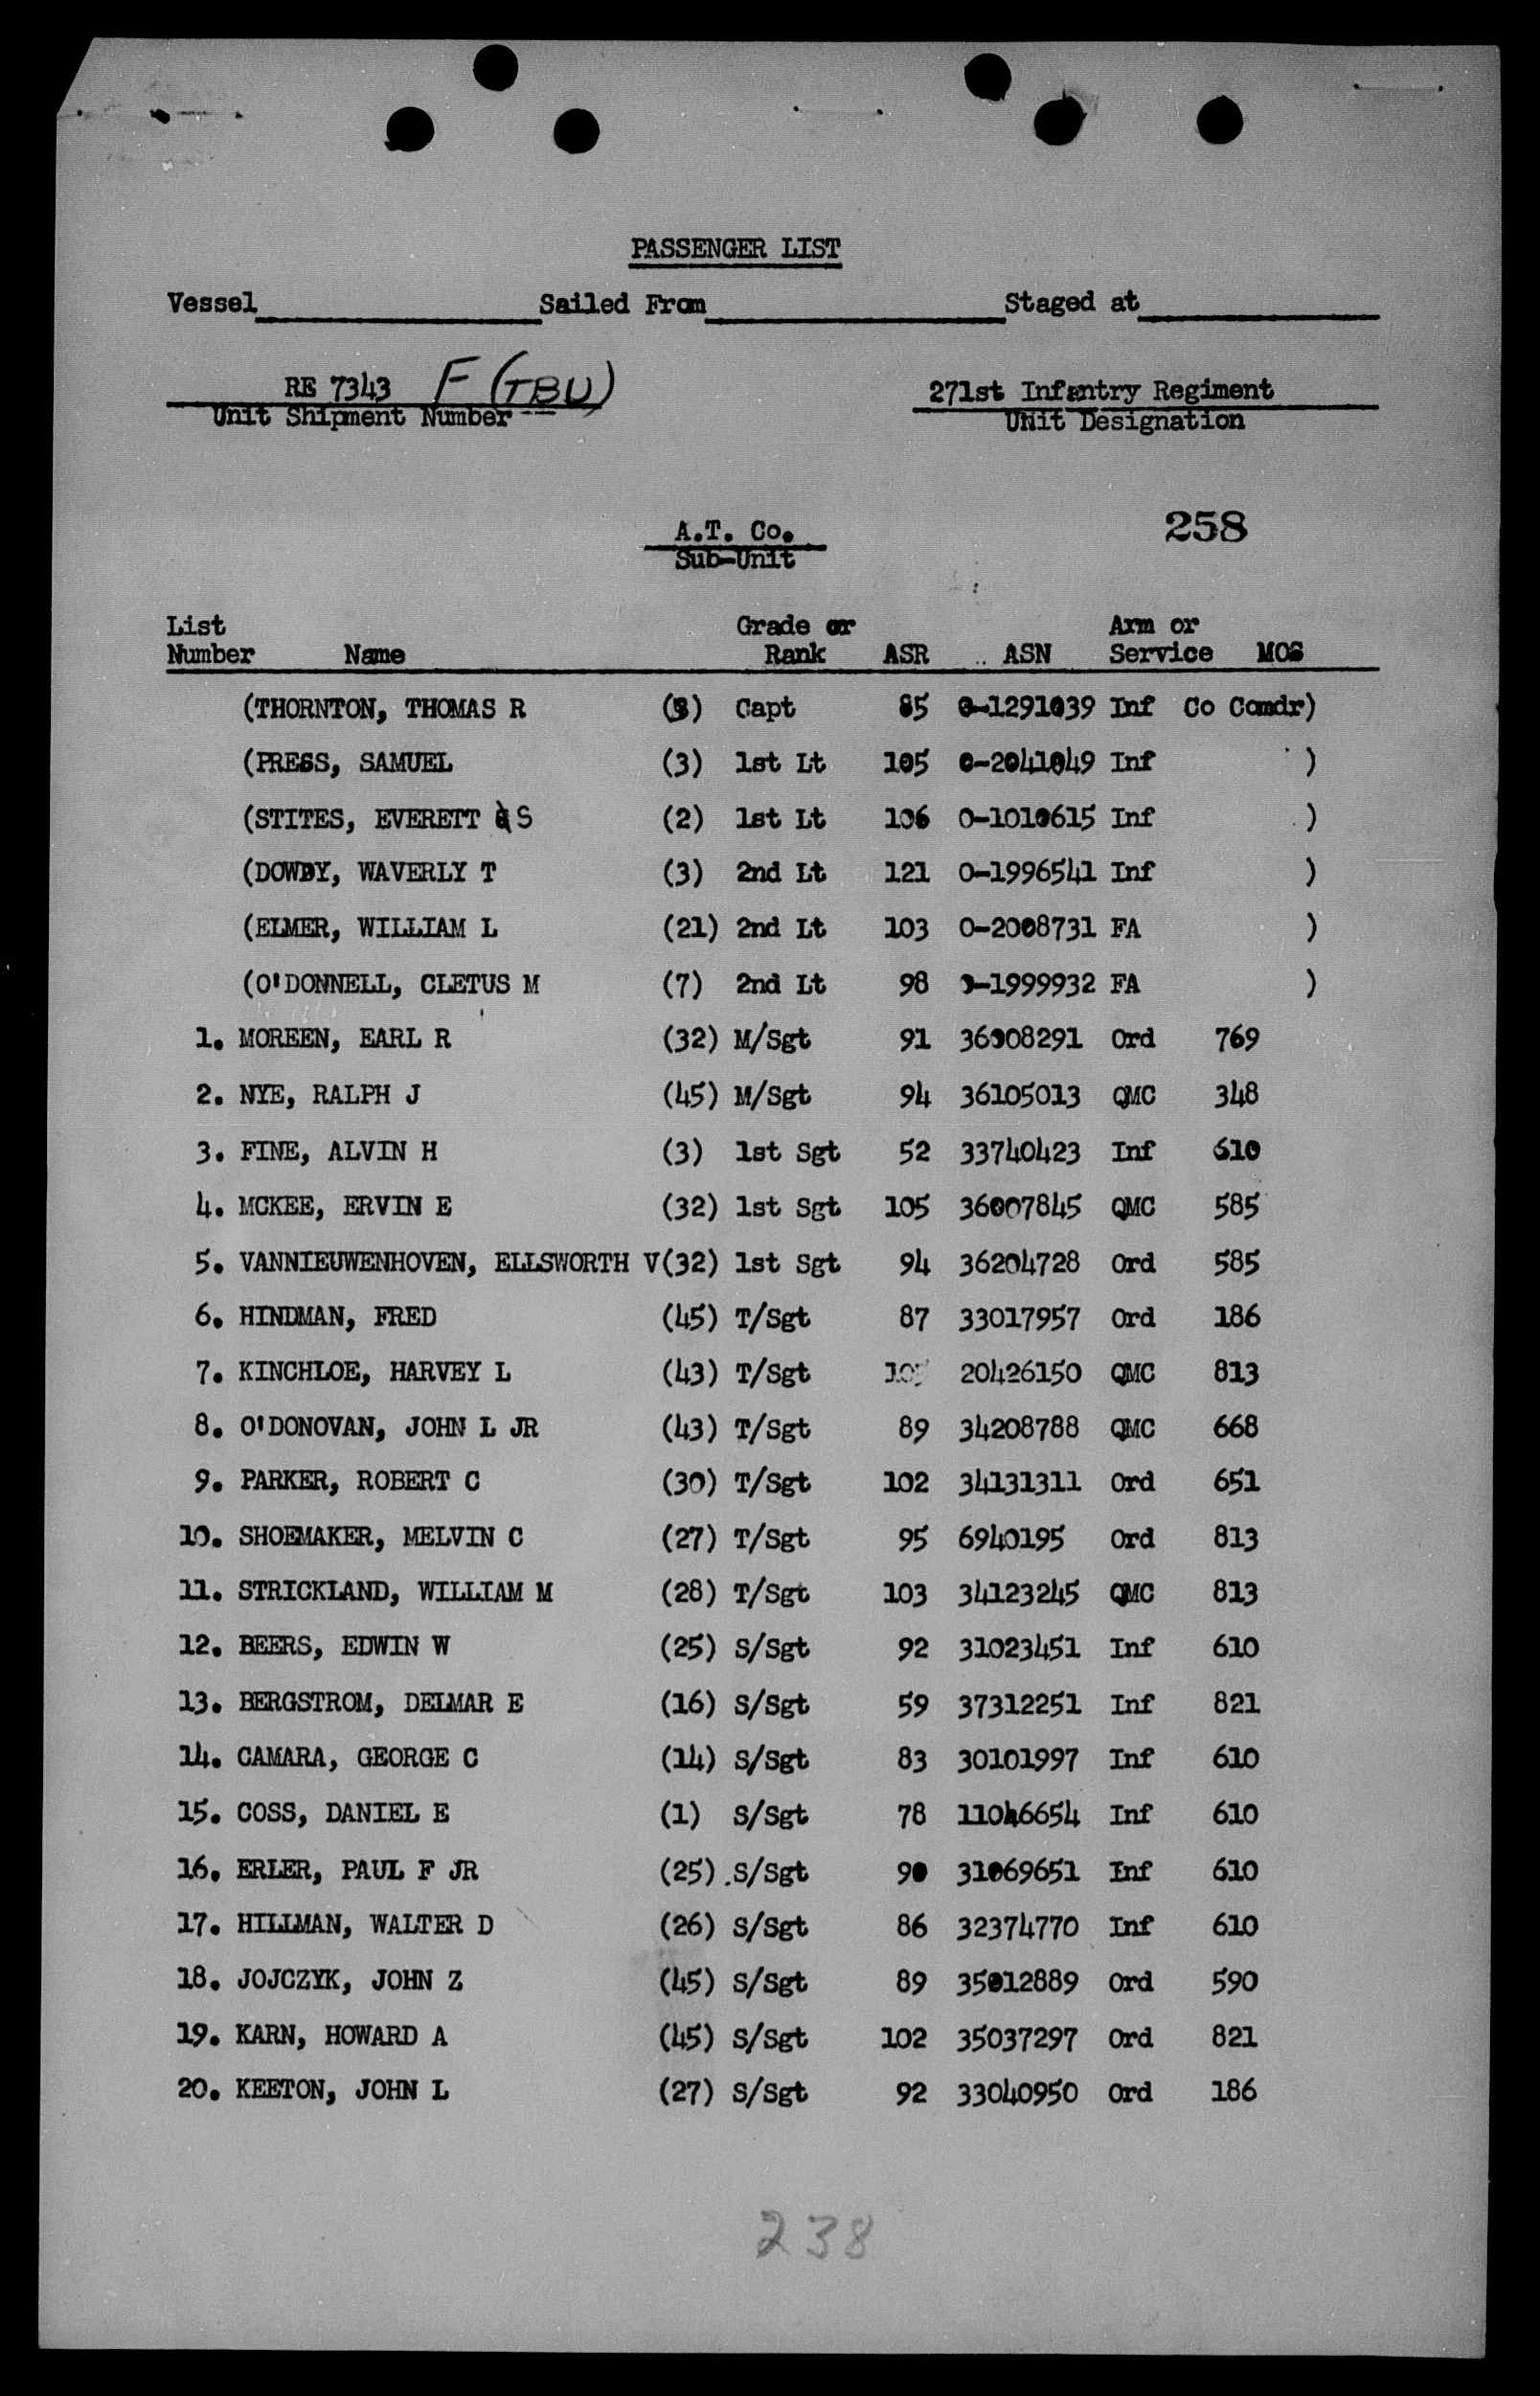 PASSENGER LIST
Vessel Sailed From Staged at
RE 7343 F (TBU) 271st Infantry Regiment
Unit Shipment Number Unit Designation
A.T. Co. 258
Sub-Unit
List Grade or Arm or
Number Name Rank ASR ASN Service MOS
(THORNTON, THOMAS R Capt 85 O-1291039 Inf Co Comdr)
(PRESS, SAMUEL (3) 1st Lt 105 O-2041049 Inf )
(STITES, EVERETT S (2) 1st Lt 106 O-1010615 Inf )
(DOWDY, WAVERLY T (3) 2nd Lt 121 O-1996541 Inf )
(ELMER, WILLIAM L (21) 2nd Lt 103 O-2008731 FA )
(O'DONNELL, CLETUS M (7) 2nd Lt 98 O-1999932 FA )
1. MOREEN, EARL R (32) M/Sgt 91 36008291 Ord 769
2. NYE, RALPH J (45) M/Sgt 94 36105013 QMC 348
3. FINE, ALVIN H (3) 1st Sgt 52 33740423 Inf 610
4. MCKEE, ERVIN E (32) 1st Sgt 105 36007845 QMC 585
5. VANNIEUWENHOVEN, ELLSWORTH V(32) 1st Sgt 94 36204728 Ord 585
6. HINDMAN, FRED (45) T/Sgt 87 33017957 Ord 186
7. KINCHLOE, HARVEY L (43) T/Sgt 20426150 QMC 813
8. O'DONOVAN, JOHN L JR (43) T/Sgt 89 34208788 QMC 668
9. PARKER, ROBERT C (30) T/Sgt 102 34131311 Ord 651
10. SHOEMAKER, MELVIN C (27) T/Sgt 95 6940195 Ord 813
11. STRICKLAND, WILLIAM M (28) T/Sgt 103 34123245 QMC 813
12. BEERS, EDWIN W (25) S/Sgt 92 31023451 Inf 610
13. BERGSTROM, DELMAR E (16) S/Sgt 59 37312251 Inf 821
14. CAMARA, GEORGE C (14) S/Sgt 83 30101997 Inf 610
15. COSS, DANIEL E (1) S/Sgt 78 11046654 Inf 610
16. ERLER, PAUL F JR (25) S/Sgt 90 31069651 Inf 610
17. HILLMAN, WALTER D (26) S/Sgt 86 32374770 Inf 610
18. JOJCZYK, JOHN Z (45) S/Sgt 89 35012889 Ord 590
19. KARN, HOWARD A (45) S/Sgt 102 35037297 Ord 821
20. KEETON, JOHN L (27) S/Sgt 92 33040950 Ord 186
238